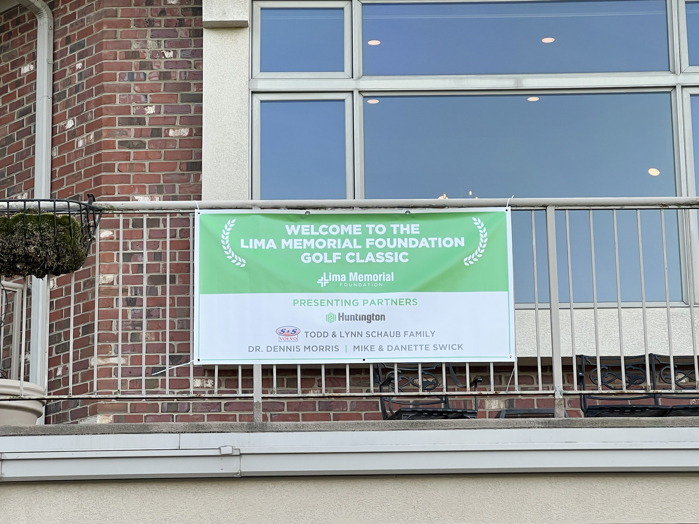 WELCOME TO THE
LIMA MEMORIAL FOUNDATION
GOLF CLASSIC
Lima Memorial
FOUNDATION
PRESENTING PARTNERS
Huntington
S+S
TODD & LYNN SCHAUB FAMILY
DR. DENNIS MORRIS | MIKE & DANETTE SWICK